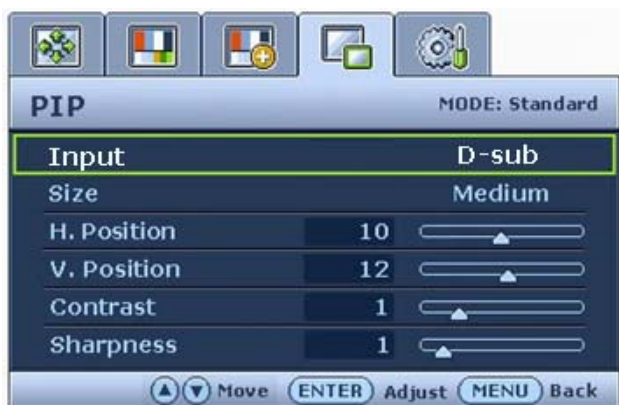 PIP MODE: Standard
Input D-sub
Size Medium
H. Position 10
V. Position 12
Contrast 1
Sharpness 1
Move ENTER Adjust MENU Back